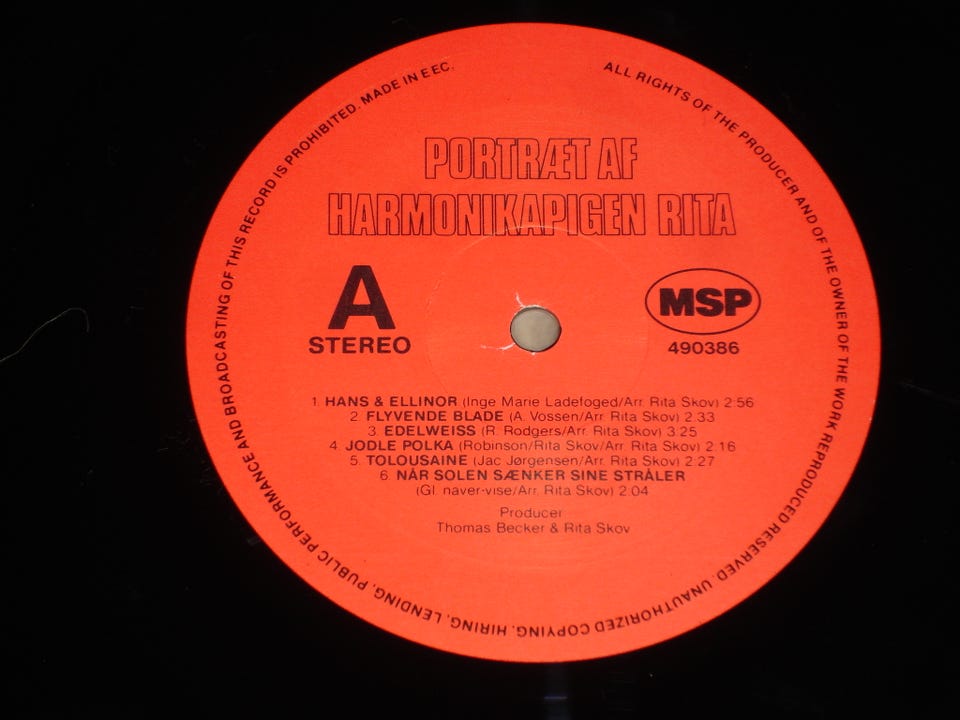 ALL RIGHTS OF THE PRODUCER AND OF THE OWNER OF THE WORK REPRODUCED RESERVED. UNAUTHORIZED COPYING, HIRING, LENDING, PUBLIC PERFORMANCE AND BROADCASTING OF THIS RECORD IS PROHIBITED. MADE IN EEC.
PORTRÆT AF
HARMONIKAPIGEN RITA
A
STEREO
MSP
490386
1. HANS & ELLINOR (Inge Marie Ladefoged/Arr. Rita Skov) 2:56
2. FLYVENDE BLADE (A. Vossen/Arr. Rita Skov) 2.33
3. EDELWEISS (R. Rodgers/Arr. Rita Skov) 3:25
4. JODLE POLKA (Robinson/Rita Skov/Arr. Rita Skov) 2.16
5. TOLOUSAINE (Jac Jørgensen/Arr. Rita Skov) 2:27
6. NÅR SOLEN SÆNKER SINE STRÅLER
(Gl. naver-vise/Arr. Rita Skov) 2.04
Producer
Thomas Becker & Rita Skov